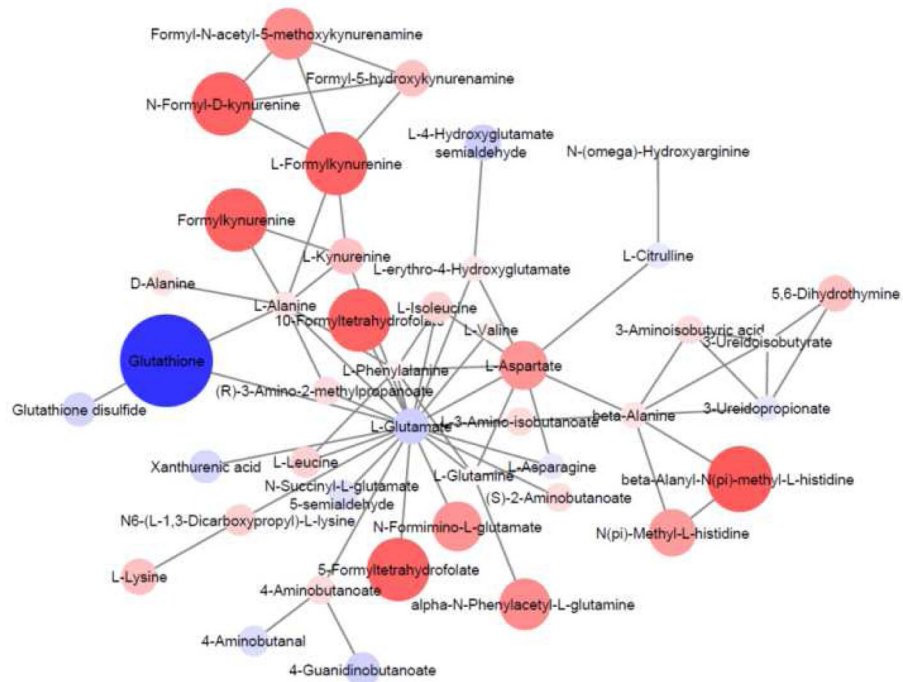 Formyl-N-acetyl-5-methoxykynurenamine
Formyl-5-hydroxykynurenamine
N-Formyl-D-kynurenine
L-4-Hydroxyglutamate
semialdehyde
N-(omega)-Hydroxyarginine
L-Formylkynurenine
Formylkynurenine
L-Kynurenine
L-erythro-4-Hydroxyglutamate
L-Citrulline
D-Alanine
L-Alanine
L-Isoleucine
5,6-Dihydrothymine
10-Formyltetrahydrofolate
L-Valine
3-Aminoisobutyric acid
3-Ureidoisobutyrate
Glutathione
L-Phenylalanine
L-Aspartate
(R)-3-Amino-2-methylpropanoate
Glutathione disulfide
L-Glutamate
L-3-Amino-isobutanoate
beta-Alanine
3-Ureidopropionate
Xanthurenic acid
L-Leucine
L-Glutamine
L-Asparagine
beta-Alanyl-N(pi)-methyl-L-histidine
N-Succinyl-L-glutamate
5-semialdehyde
(S)-2-Aminobutanoate
N6-(L-1,3-Dicarboxypropyl)-L-lysine
N-Formimino-L-glutamate
N(pi)-Methyl-L-histidine
L-Lysine
5-Formyltetrahydrofolate
4-Aminobutanoate
alpha-N-Phenylacetyl-L-glutamine
4-Aminobutanal
4-Guanidinobutanoate